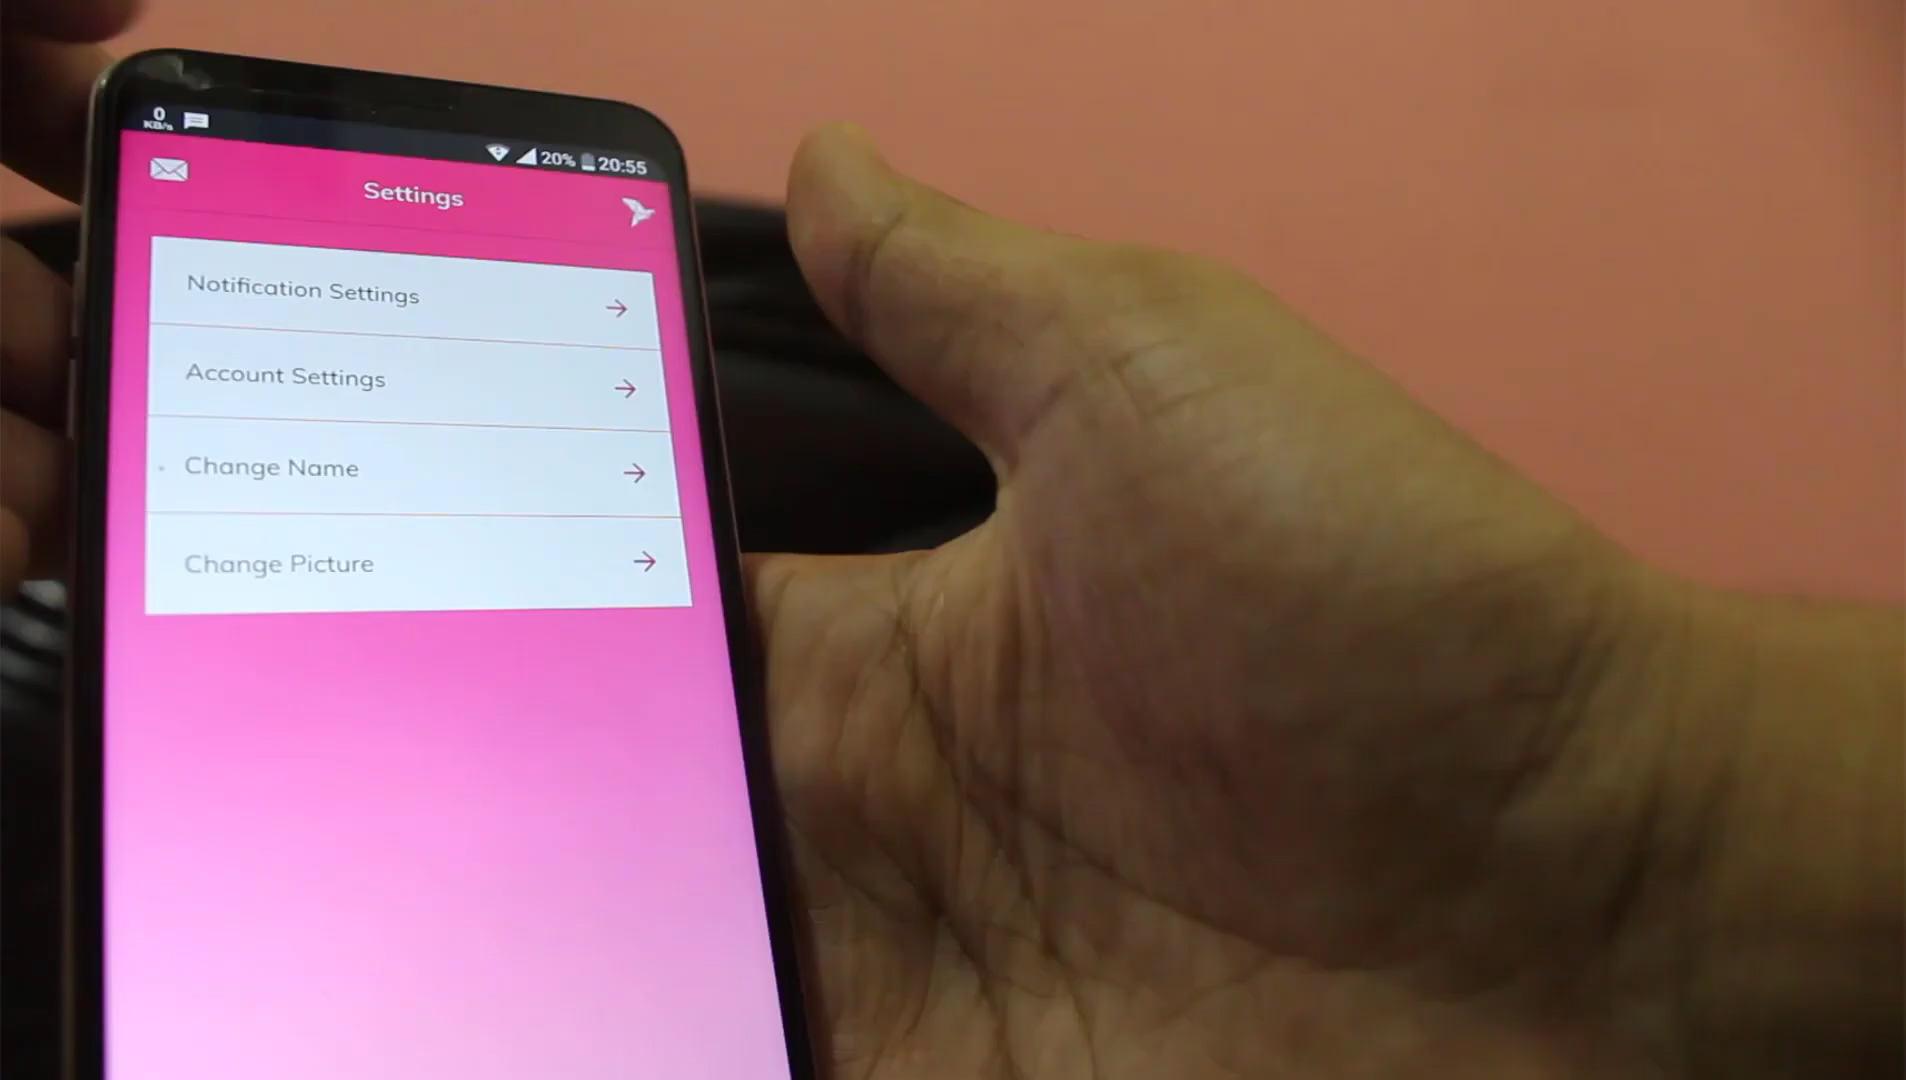 0
KB/s
20% 20:55
Settings
Notification Settings
Account Settings
Change Name
Change Picture